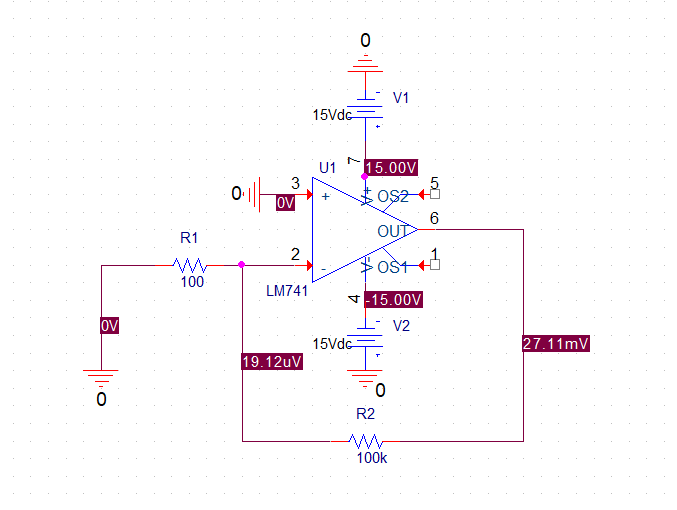 0
V1
15Vdc
7
U1
15.00V
3
5
0
0V
+
V+
OS2
6
OUT
R1
2
1
-
V-
OS1
100
LM741
4
-15.00V
0V
V2
15Vdc
27.11mV
19.12uV
0
0
R2
100k